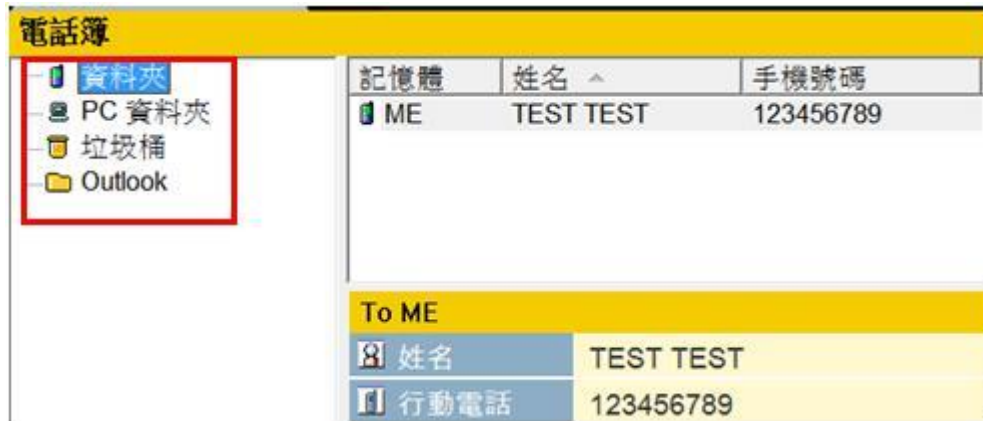 電話簿
資料夾
PC 資料夾
垃圾桶
Outlook
記憶體 姓名 手機號碼
ME TEST TEST 123456789
To ME
姓名 TEST TEST
行動電話 123456789